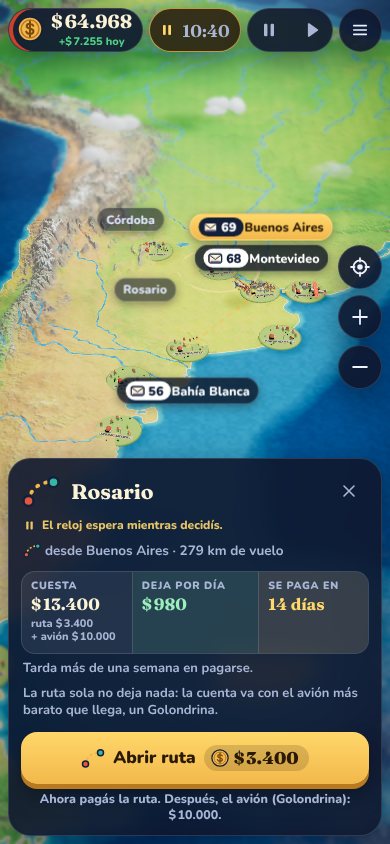 $64.968
+$7.255 hoy
10:40
Córdoba
69 Buenos Aires
68 Montevideo
Rosario
56 Bahía Blanca
Rosario
El reloj espera mientras decidís.
desde Buenos Aires · 279 km de vuelo
CUESTA
$13.400
ruta $3.400
+ avión $10.000
DEJA POR DÍA
$980
SE PAGA EN
14 días
Tarda más de una semana en pagarse.
La ruta sola no deja nada: la cuenta va con el avión más
barato que llega, un Golondrina.
Abrir ruta $3.400
Ahora pagás la ruta. Después, el avión (Golondrina):
$10.000.